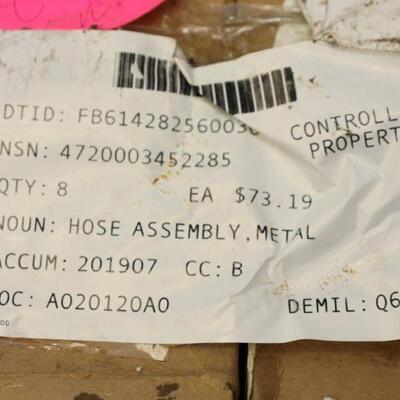 DTID: FB614282560030
CONTROLL
NSN: 4720003452285
PROPERT
QTY: 8 EA $73.19
NOUN: HOSE ASSEMBLY, METAL
ACCUM: 201907 CC: B
OC: A020120A0 DEMIL: Q6